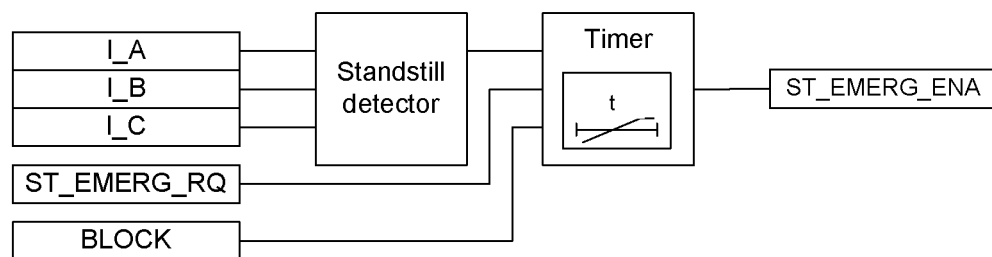 I_A
I_B
I_C
ST_EMERG_RQ
BLOCK
Standstill
detector
Timer
t
ST_EMERG_ENA